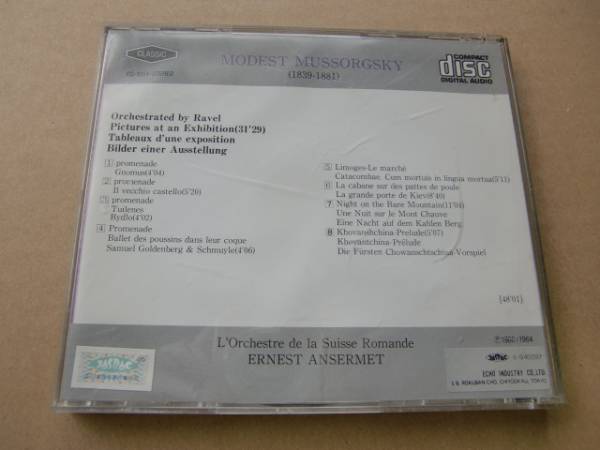 CLASSIC
MODEST MUSSORGSKY
(1839-1881)
COMPACT
disc
DIGITAL AUDIO
Orchestrated by Ravel
Pictures at an Exhibition(31'29)
Tableaux d'une exposition
Bilder einer Ausstellung
1 promenade
Gnomus(4'04)
2 promenade
Il vecchio castello(5'20)
3 promenade
Tuilenes
Bydlo(4'02)
4 Promenade
Ballet des poussins dans leur coque
Samuel Goldenberg & Schmuyle(4'06)
5 Limoges-Le marché
Catacombae: Cum mortuis in lingua mortua(5'11)
6 La cabane sur des pattes de poule
La grande porte de Kiev(8'40)
7 Night on the Bare Mountain(11'04)
Une Nuit sur le Mont Chauve
Eine Nacht auf dem Kahlen Berg
8 Khovanshchina-Prelude(5'07)
Khovantchina-Prélude
Die Fürsten Chowanschtschina-Vorspiel
[48'01]
L'Orchestre de la Suisse Romande
ERNEST ANSERMET
JASRAC
ECHO INDUSTRY CO.,LTD.